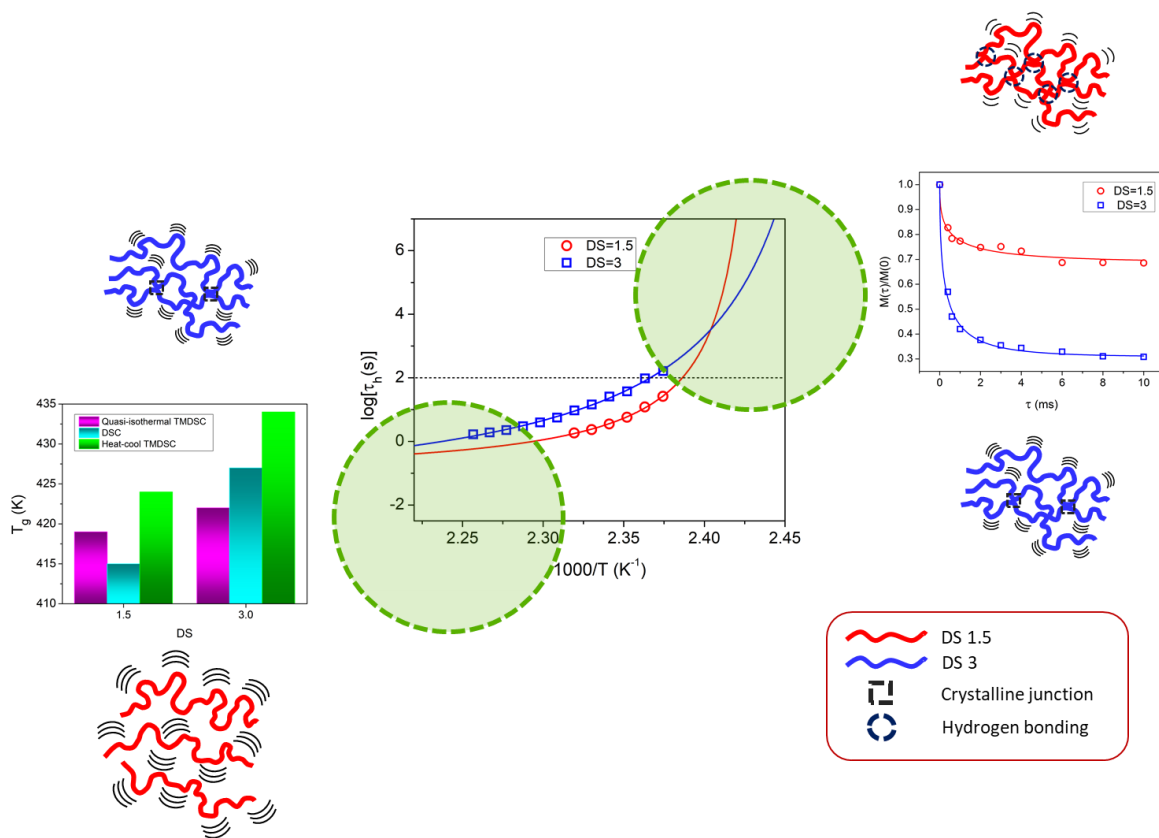 DS=1.5
DS=3
M(τ)/M(0)
1.0
0.9
0.8
0.7
0.6
0.5
0.4
0.3
0 2 4 6 8 10
τ (ms)
DS=1.5
DS=3
log[τh(s)]
6
4
2
0
-2
2.25 2.30 2.35 2.40 2.45
1000/T (K⁻¹)
Quasi-isothermal TMDSC
DSC
Heat-cool TMDSC
Tg (K)
435
430
425
420
415
410
1.5 3.0
DS
DS 1.5
DS 3
Crystalline junction
Hydrogen bonding